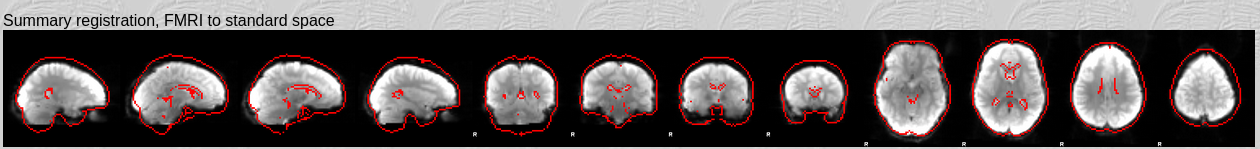 Summary registration, FMRI to standard space
R R R R R R R R